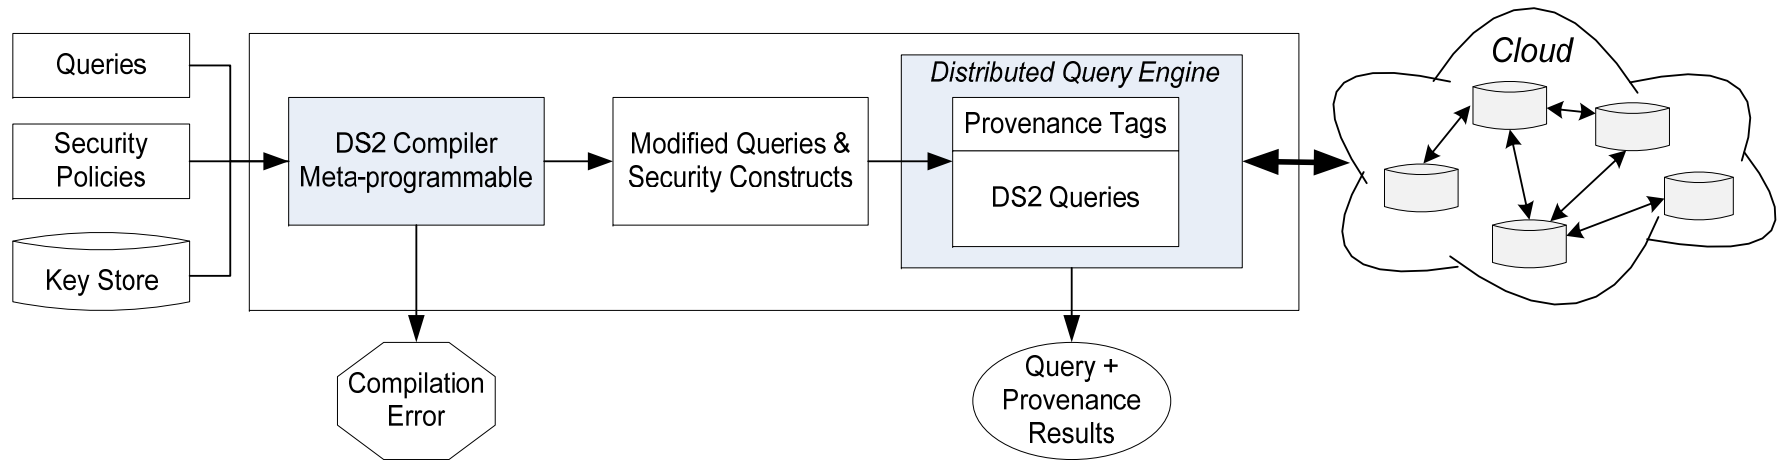 Queries
Security
Policies
Key Store
DS2 Compiler
Meta-programmable
Compilation
Error
Modified Queries &
Security Constructs
Distributed Query Engine
Provenance Tags
DS2 Queries
Query +
Provenance
Results
Cloud